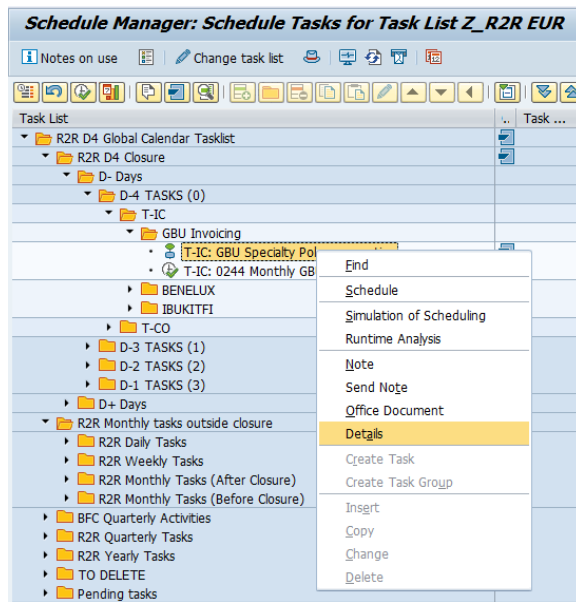 Schedule Manager: Schedule Tasks for Task List Z_R2R EUR
Notes on use
Change task list
Task List
Task ...
R2R D4 Global Calendar Tasklist
R2R D4 Closure
D- Days
D-4 TASKS (0)
T-IC
GBU Invoicing
T-IC: GBU Specialty Pol
T-IC: 0244 Monthly GB
BENELUX
IBUKITFI
T-CO
D-3 TASKS (1)
D-2 TASKS (2)
D-1 TASKS (3)
D+ Days
R2R Monthly tasks outside closure
R2R Daily Tasks
R2R Weekly Tasks
R2R Monthly Tasks (After Closure)
R2R Monthly Tasks (Before Closure)
BFC Quarterly Activities
R2R Quarterly Tasks
R2R Yearly Tasks
TO DELETE
Pending tasks
Find
Schedule
Simulation of Scheduling
Runtime Analysis
Note
Send Note
Office Document
Details
Create Task
Create Task Group
Insert
Copy
Change
Delete